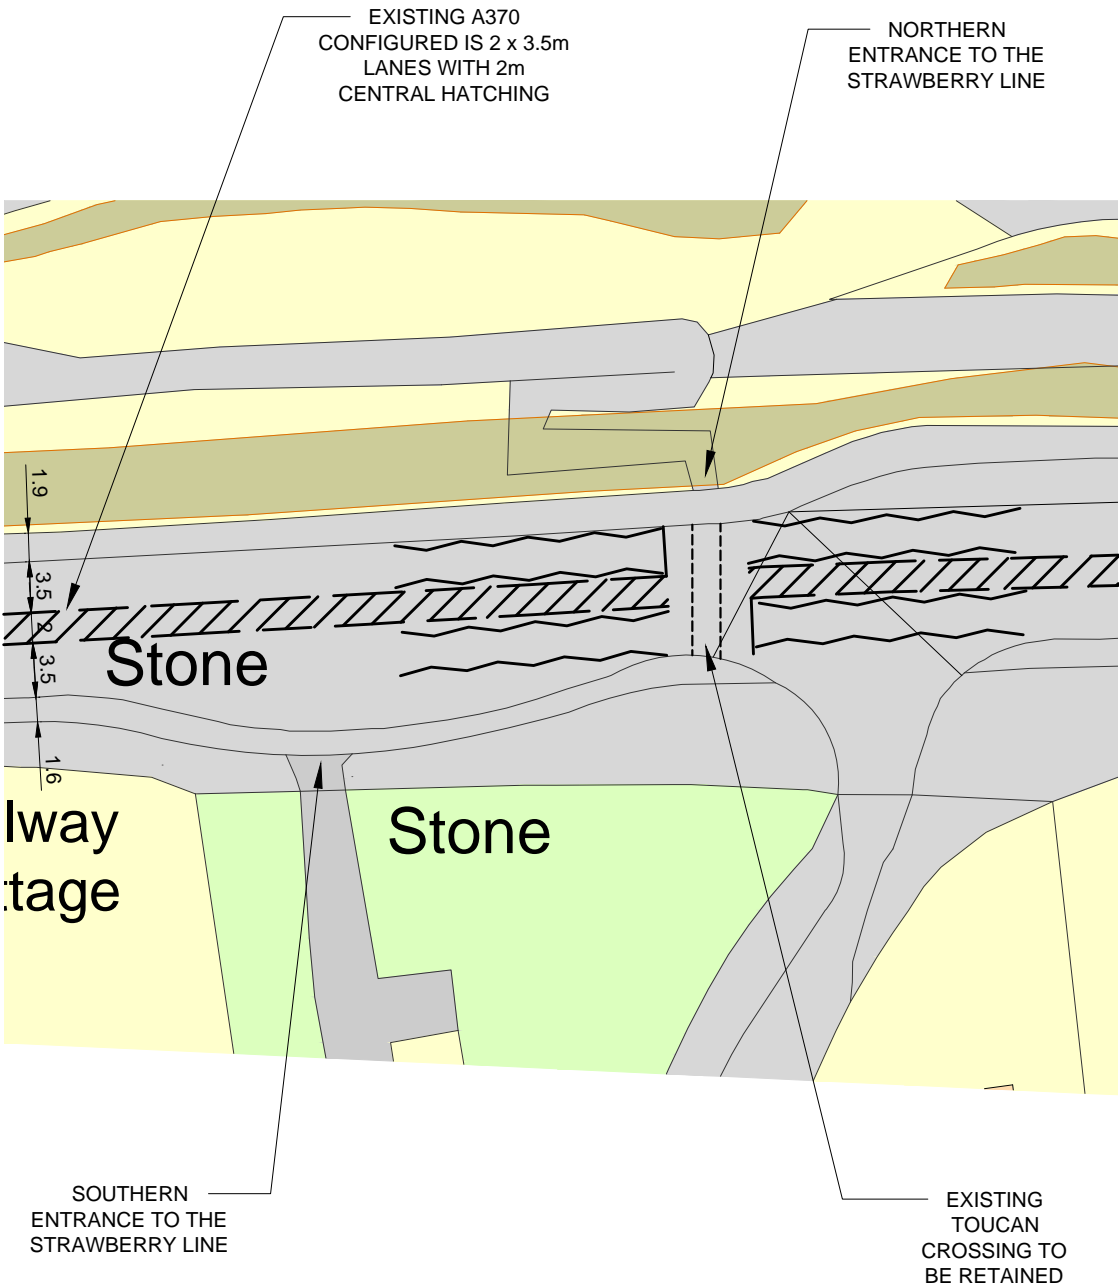 EXISTING A370
CONFIGURED IS 2 x 3.5m
LANES WITH 2m
CENTRAL HATCHING
NORTHERN
ENTRANCE TO THE
STRAWBERRY LINE
1.9
3.5
2
3.5
1.6
Stone
Stone
lway
ttage
SOUTHERN
ENTRANCE TO THE
STRAWBERRY LINE
EXISTING
TOUCAN
CROSSING TO
BE RETAINED